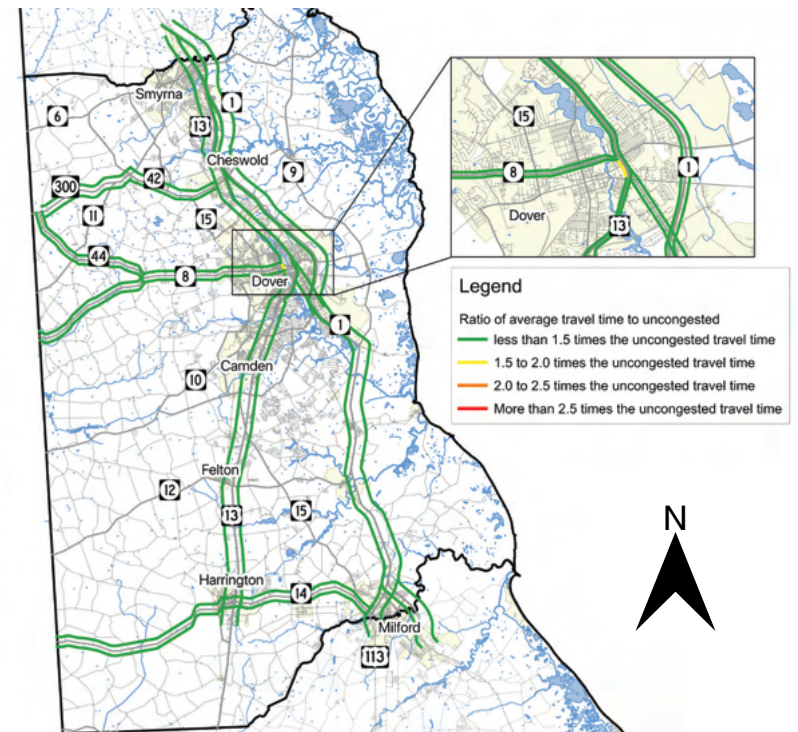 Smyrna
1
6
13
15
Cheswold
8
1
9
42
300
Dover
13
11
15
44
8
Dover
Legend
Ratio of average travel time to uncongested
less than 1.5 times the uncongested travel time
1.5 to 2.0 times the uncongested travel time
2.0 to 2.5 times the uncongested travel time
More than 2.5 times the uncongested travel time
1
Camden
10
Felton
12
13
15
N
Harrington
14
Milford
113